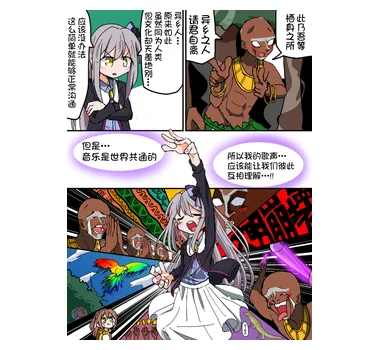 此乃吾等
栖身之所
异乡之人
请君自离
异乡人…
原来如此
虽然同为人类
但文化却天差地别…
应该没办法
这么简单就能够正常沟通
但是…
音乐是世界共通的
所以我的歌声…
应该能让我们彼此
互相理解…!!